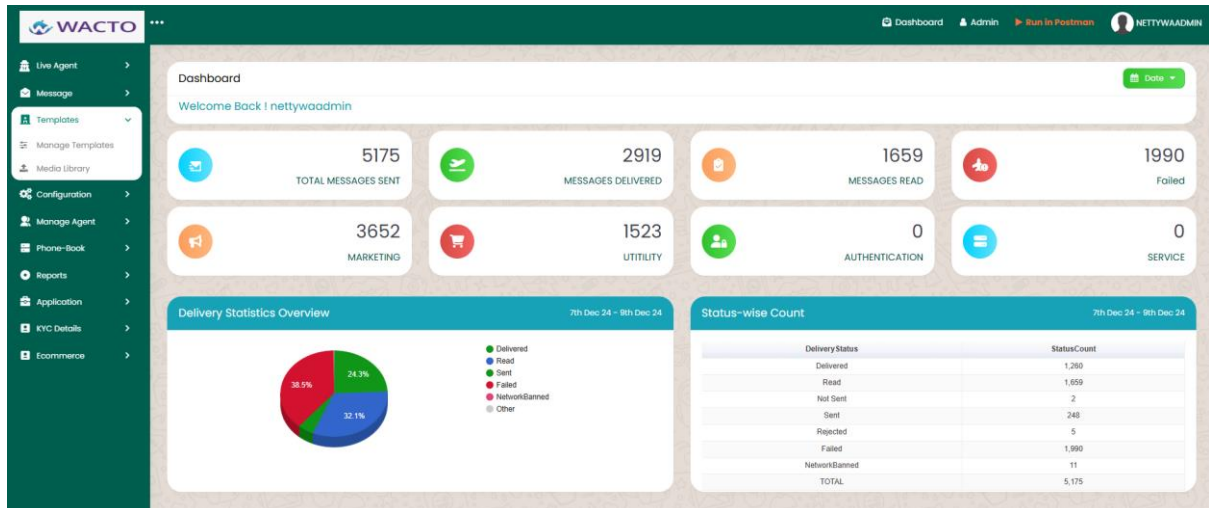 WACTO
Dashboard Admin Run in Postman NETTYWAADMIN
Live Agent
Message
Templates
Manage Templates
Media Library
Configuration
Manage Agent
Phone-Book
Reports
Application
KYC Details
Ecommerce
Dashboard
Date
Welcome Back ! nettywaadmin
5175
TOTAL MESSAGES SENT
2919
MESSAGES DELIVERED
1659
MESSAGES READ
1990
Failed
3652
MARKETING
1523
UTITILITY
0
AUTHENTICATION
0
SERVICE
Delivery Statistics Overview 7th Dec 24 - 9th Dec 24
24.3%
38.5%
32.1%
Delivered
Read
Sent
Failed
NetworkBanned
Other
Status-wise Count 7th Dec 24 - 9th Dec 24
DeliveryStatus StatusCount
Delivered 1,260
Read 1,659
Not Sent 2
Sent 248
Rejected 5
Failed 1,990
NetworkBanned 11
TOTAL 5,175